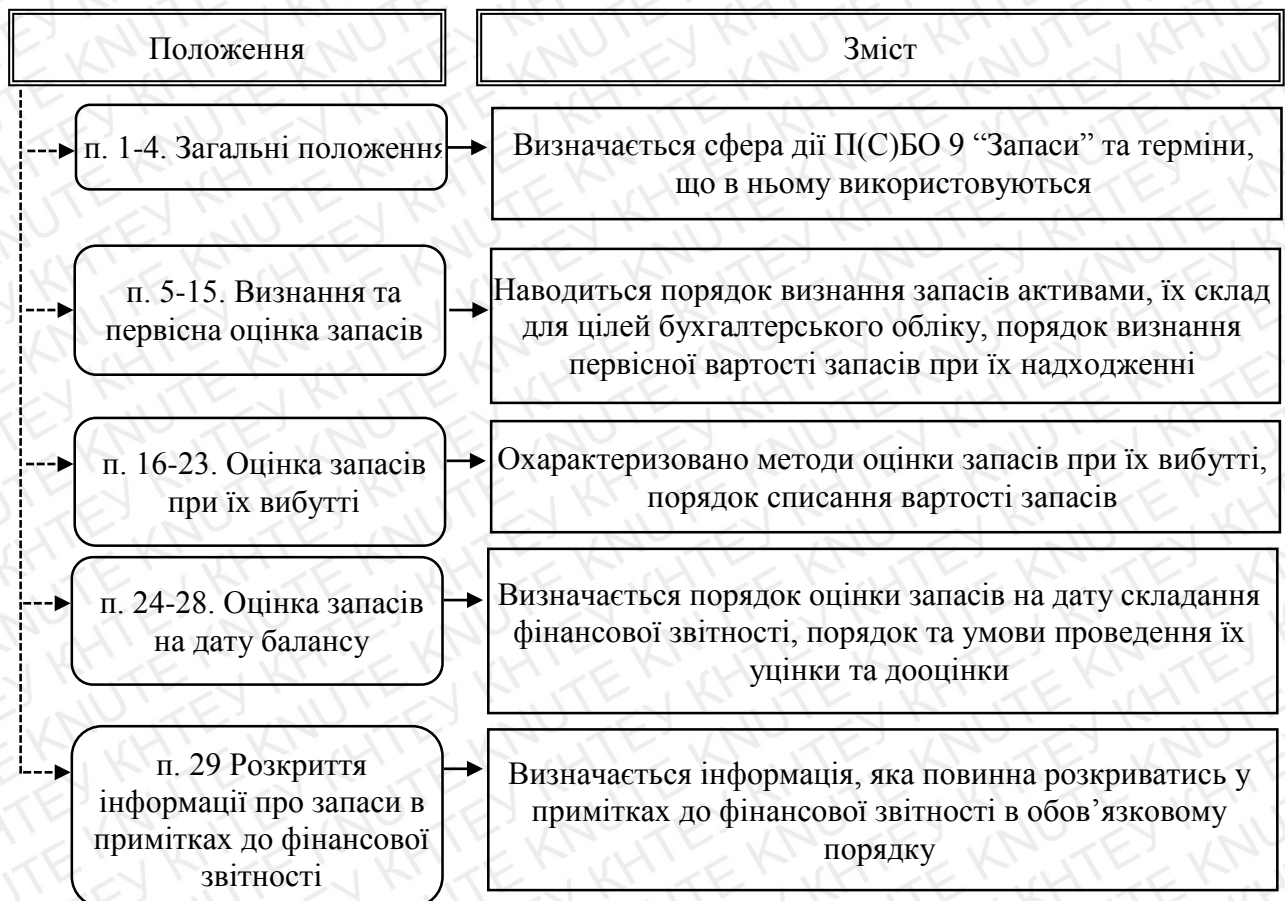 Положення
Зміст
п. 1-4. Загальні положення
Визначається сфера дії П(С)БО 9 “Запаси” та терміни,
що в ньому використовуються
п. 5-15. Визнання та
первісна оцінка запасів
Наводиться порядок визнання запасів активами, їх склад
для цілей бухгалтерського обліку, порядок визнання
первісної вартості запасів при їх надходженні
п. 16-23. Оцінка запасів
при їх вибутті
Охарактеризовано методи оцінки запасів при їх вибутті,
порядок списання вартості запасів
п. 24-28. Оцінка запасів
на дату балансу
Визначається порядок оцінки запасів на дату складання
фінансової звітності, порядок та умови проведення їх
уцінки та дооцінки
п. 29 Розкриття
інформації про запаси в
примітках до фінансової
звітності
Визначається інформація, яка повинна розкриватись у
примітках до фінансової звітності в обов’язковому
порядку